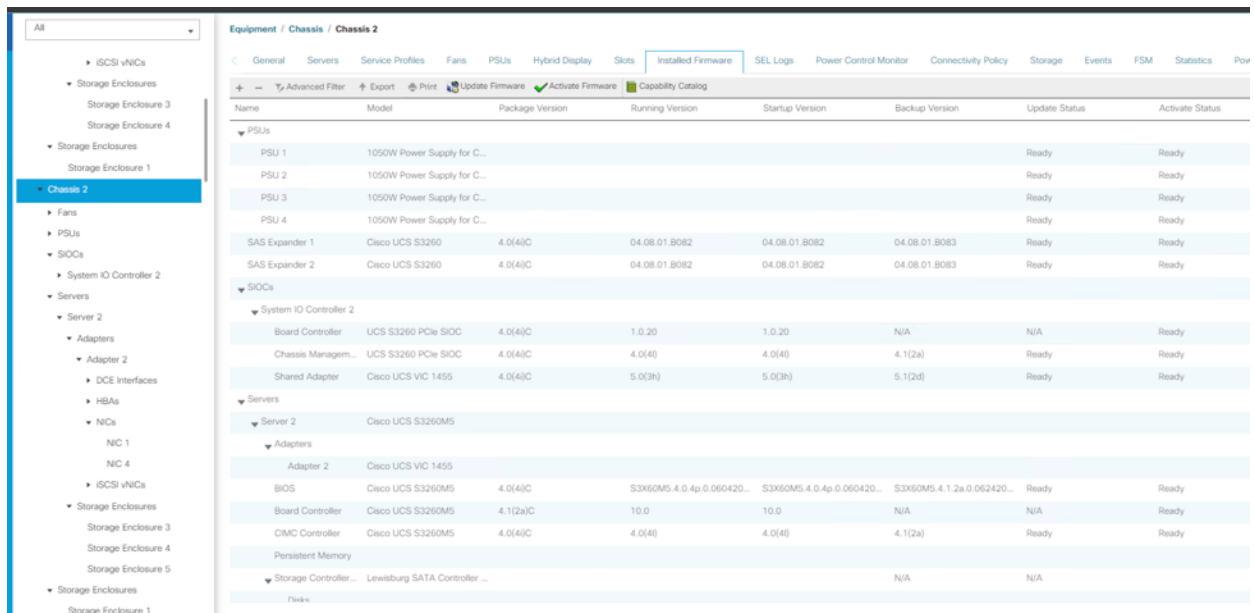 All
Equipment / Chassis / Chassis 2
General Servers Service Profiles Fans PSUs Hybrid Display Slots Installed Firmware SEL Logs Power Control Monitor Connectivity Policy Storage Events FSM Statistics Pow
+ − Advanced Filter Export Print Update Firmware Activate Firmware Capability Catalog
Name Model Package Version Running Version Startup Version Backup Version Update Status Activate Status
PSUs
PSU 1 1050W Power Supply for C... Ready Ready
PSU 2 1050W Power Supply for C... Ready Ready
PSU 3 1050W Power Supply for C... Ready Ready
PSU 4 1050W Power Supply for C... Ready Ready
SAS Expander 1 Cisco UCS S3260 4.0(4i)C 04.08.01.B082 04.08.01.B082 04.08.01.B083 Ready Ready
SAS Expander 2 Cisco UCS S3260 4.0(4i)C 04.08.01.B082 04.08.01.B082 04.08.01.B083 Ready Ready
SIOCs
System IO Controller 2
Board Controller UCS S3260 PCIe SIOC 4.0(4i)C 1.0.20 1.0.20 N/A N/A Ready
Chassis Managem... UCS S3260 PCIe SIOC 4.0(4i)C 4.0(4l) 4.0(4l) 4.1(2a) Ready Ready
Shared Adapter Cisco UCS VIC 1455 4.0(4i)C 5.0(3h) 5.0(3h) 5.1(2d) Ready Ready
Servers
Server 2 Cisco UCS S3260M5
Adapters
Adapter 2 Cisco UCS VIC 1455
BIOS Cisco UCS S3260M5 4.0(4i)C S3X60M5.4.0.4p.0.060420... S3X60M5.4.0.4p.0.060420... S3X60M5.4.1.2a.0.062420... Ready Ready
Board Controller Cisco UCS S3260M5 4.1(2a)C 10.0 10.0 N/A N/A Ready
CIMC Controller Cisco UCS S3260M5 4.0(4i)C 4.0(4l) 4.0(4l) 4.1(2a) Ready Ready
Persistent Memory
Storage Controller... Lewisburg SATA Controller ... N/A N/A
Disks
iSCSI vNICs
Storage Enclosures
Storage Enclosure 3
Storage Enclosure 4
Storage Enclosures
Storage Enclosure 1
Chassis 2
Fans
PSUs
SIOCs
System IO Controller 2
Servers
Server 2
Adapters
Adapter 2
DCE Interfaces
HBAs
NICs
NIC 1
NIC 4
iSCSI vNICs
Storage Enclosures
Storage Enclosure 3
Storage Enclosure 4
Storage Enclosure 5
Storage Enclosures
Storage Enclosure 1